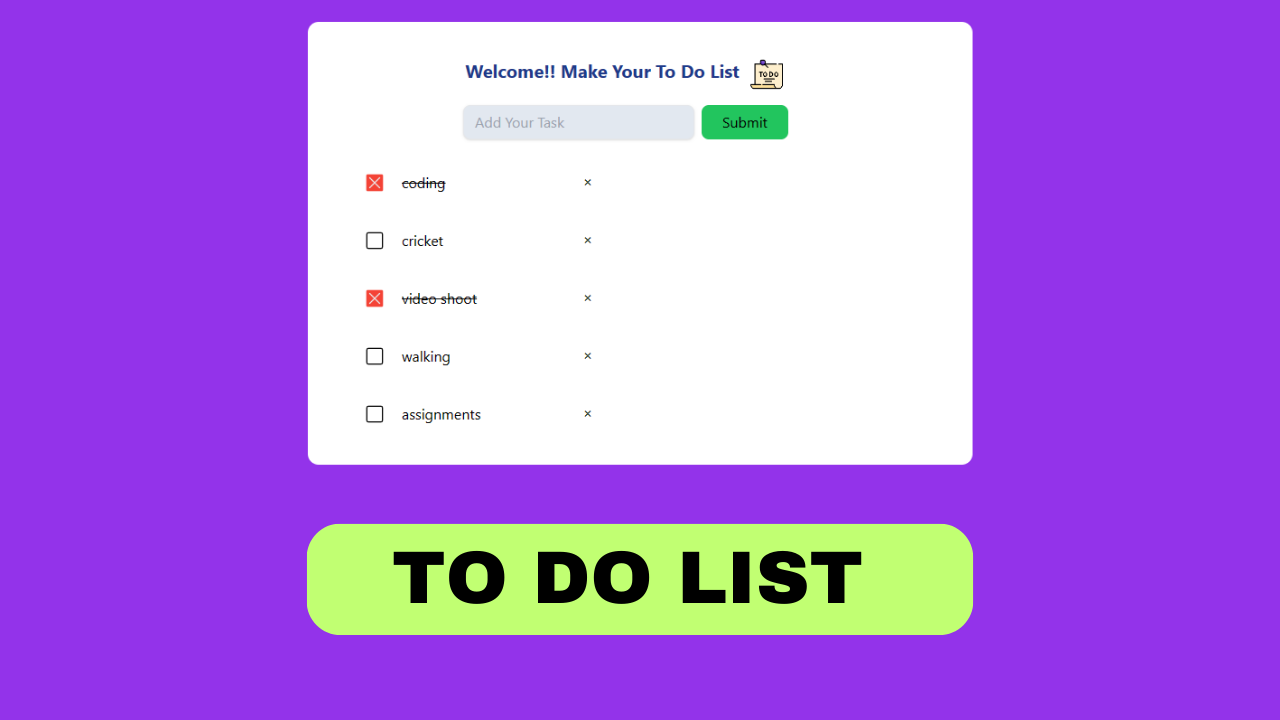 Welcome!! Make Your To Do List
TO DO
Add Your Task
Submit
coding ×
cricket ×
video shoot ×
walking ×
assignments ×
TO DO LIST